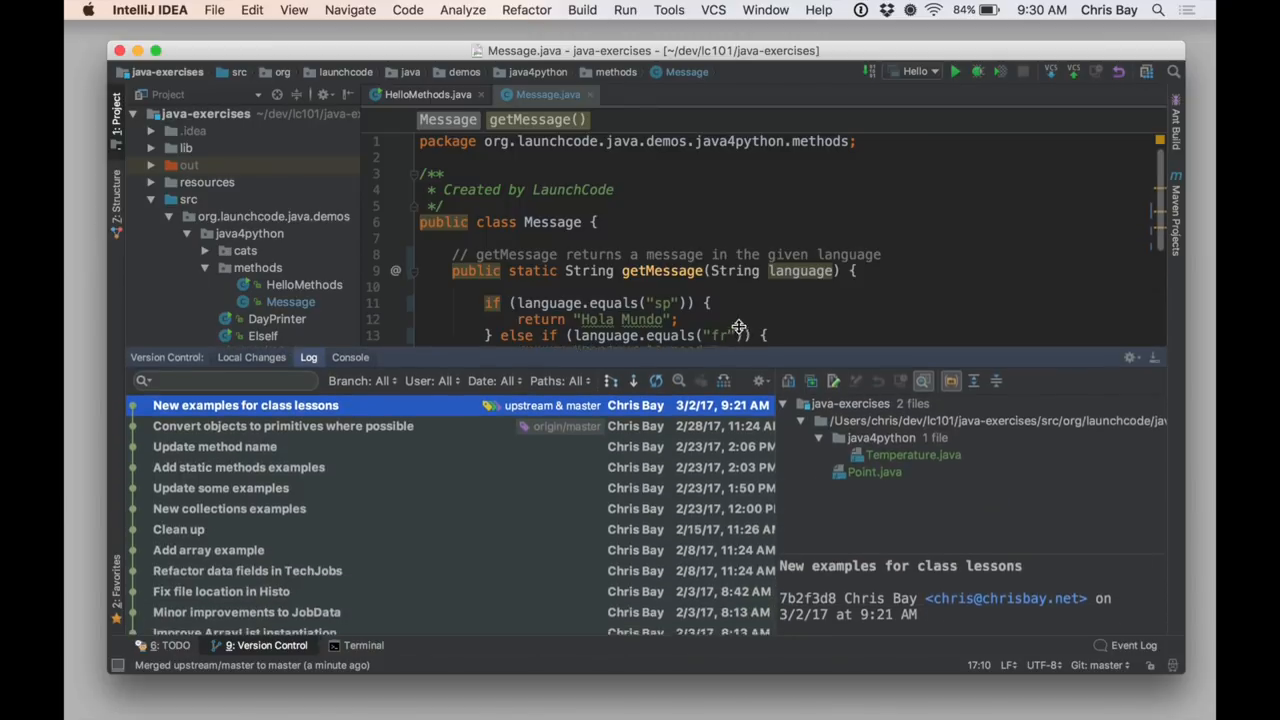 IntelliJ IDEA File Edit View Navigate Code Analyze Refactor Build Run Tools VCS Window Help 84% 9:30 AM Chris Bay
Message.java - java-exercises - [~/dev/lc101/java-exercises]
java-exercises src org launchcode java demos java4python methods Message Hello
1: Project
7: Structure
2: Favorites
Project
java-exercises ~/dev/lc101/java-e
.idea
lib
out
resources
src
org.launchcode.java.demos
java4python
cats
methods
HelloMethods
Message
DayPrinter
ElseIf
HelloMethods.java Message.java
Message getMessage()
1 package org.launchcode.java.demos.java4python.methods;
2
3 /**
4 * Created by LaunchCode
5 */
6 public class Message {
7
8 // getMessage returns a message in the given language
9 @ public static String getMessage(String language) {
10
11 if (language.equals("sp")) {
12 return "Hola Mundo";
13 } else if (language.equals("fr")) {
Ant Build
Maven Projects
Version Control: Local Changes Log Console
Branch: All User: All Date: All Paths: All
New examples for class lessons upstream & master Chris Bay 3/2/17, 9:21 AM
Convert objects to primitives where possible origin/master Chris Bay 2/28/17, 11:24 A
Update method name Chris Bay 2/23/17, 2:06 PM
Add static methods examples Chris Bay 2/23/17, 2:03 PM
Update some examples Chris Bay 2/23/17, 1:50 PM
New collections examples Chris Bay 2/23/17, 12:00 P
Clean up Chris Bay 2/15/17, 11:26 A
Add array example Chris Bay 2/8/17, 11:24 AM
Refactor data fields in TechJobs Chris Bay 2/8/17, 11:24 AM
Fix file location in Histo Chris Bay 2/3/17, 8:42 AM
Minor improvements to JobData Chris Bay 2/3/17, 8:13 AM
Improve ArrayList instantiation Chris Bay 2/3/17, 8:13 AM
java-exercises 2 files
/Users/chris/dev/lc101/java-exercises/src/org/launchcode/jav
java4python 1 file
Temperature.java
Point.java
New examples for class lessons
7b2f3d8 Chris Bay <chris@chrisbay.net> on
3/2/17 at 9:21 AM
6: TODO 9: Version Control Terminal Event Log
Merged upstream/master to master (a minute ago) 17:10 LF UTF-8 Git: master